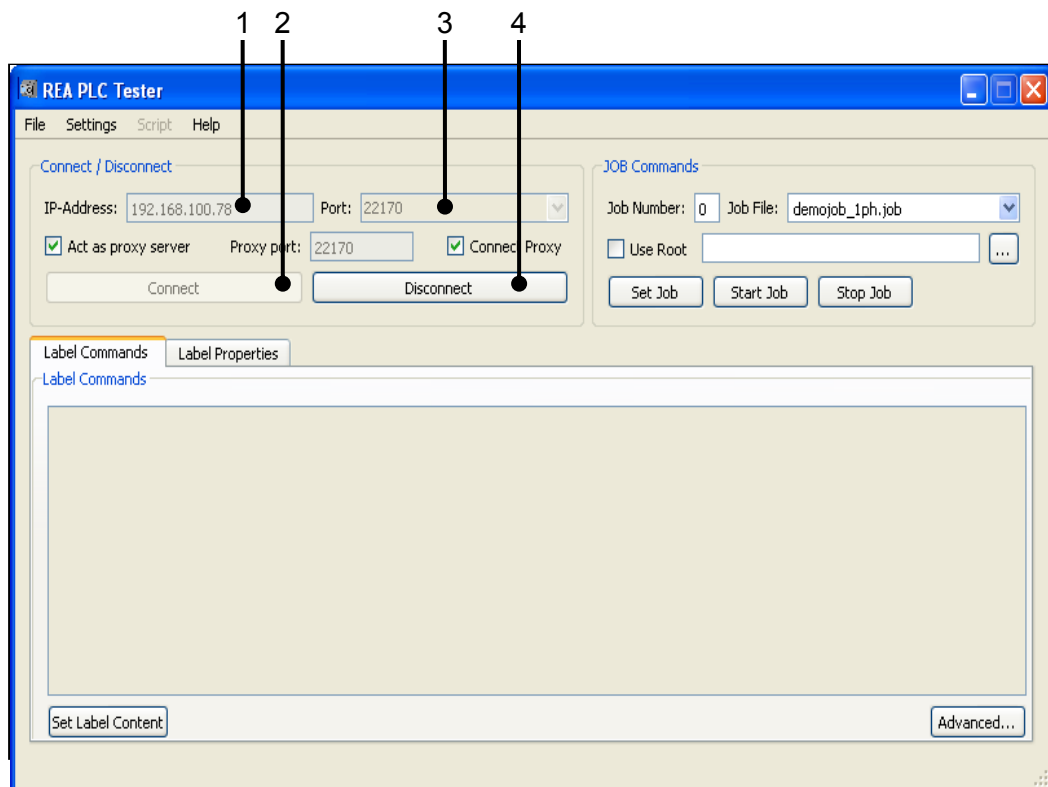 1 2 3 4
REA PLC Tester
File Settings Script Help
Connect / Disconnect
IP-Address: 192.168.100.78 Port: 22170
Act as proxy server Proxy port: 22170 Connect Proxy
Connect Disconnect
JOB Commands
Job Number: 0 Job File: demojob_1ph.job
Use Root ...
Set Job Start Job Stop Job
Label Commands Label Properties
Label Commands
Set Label Content Advanced...